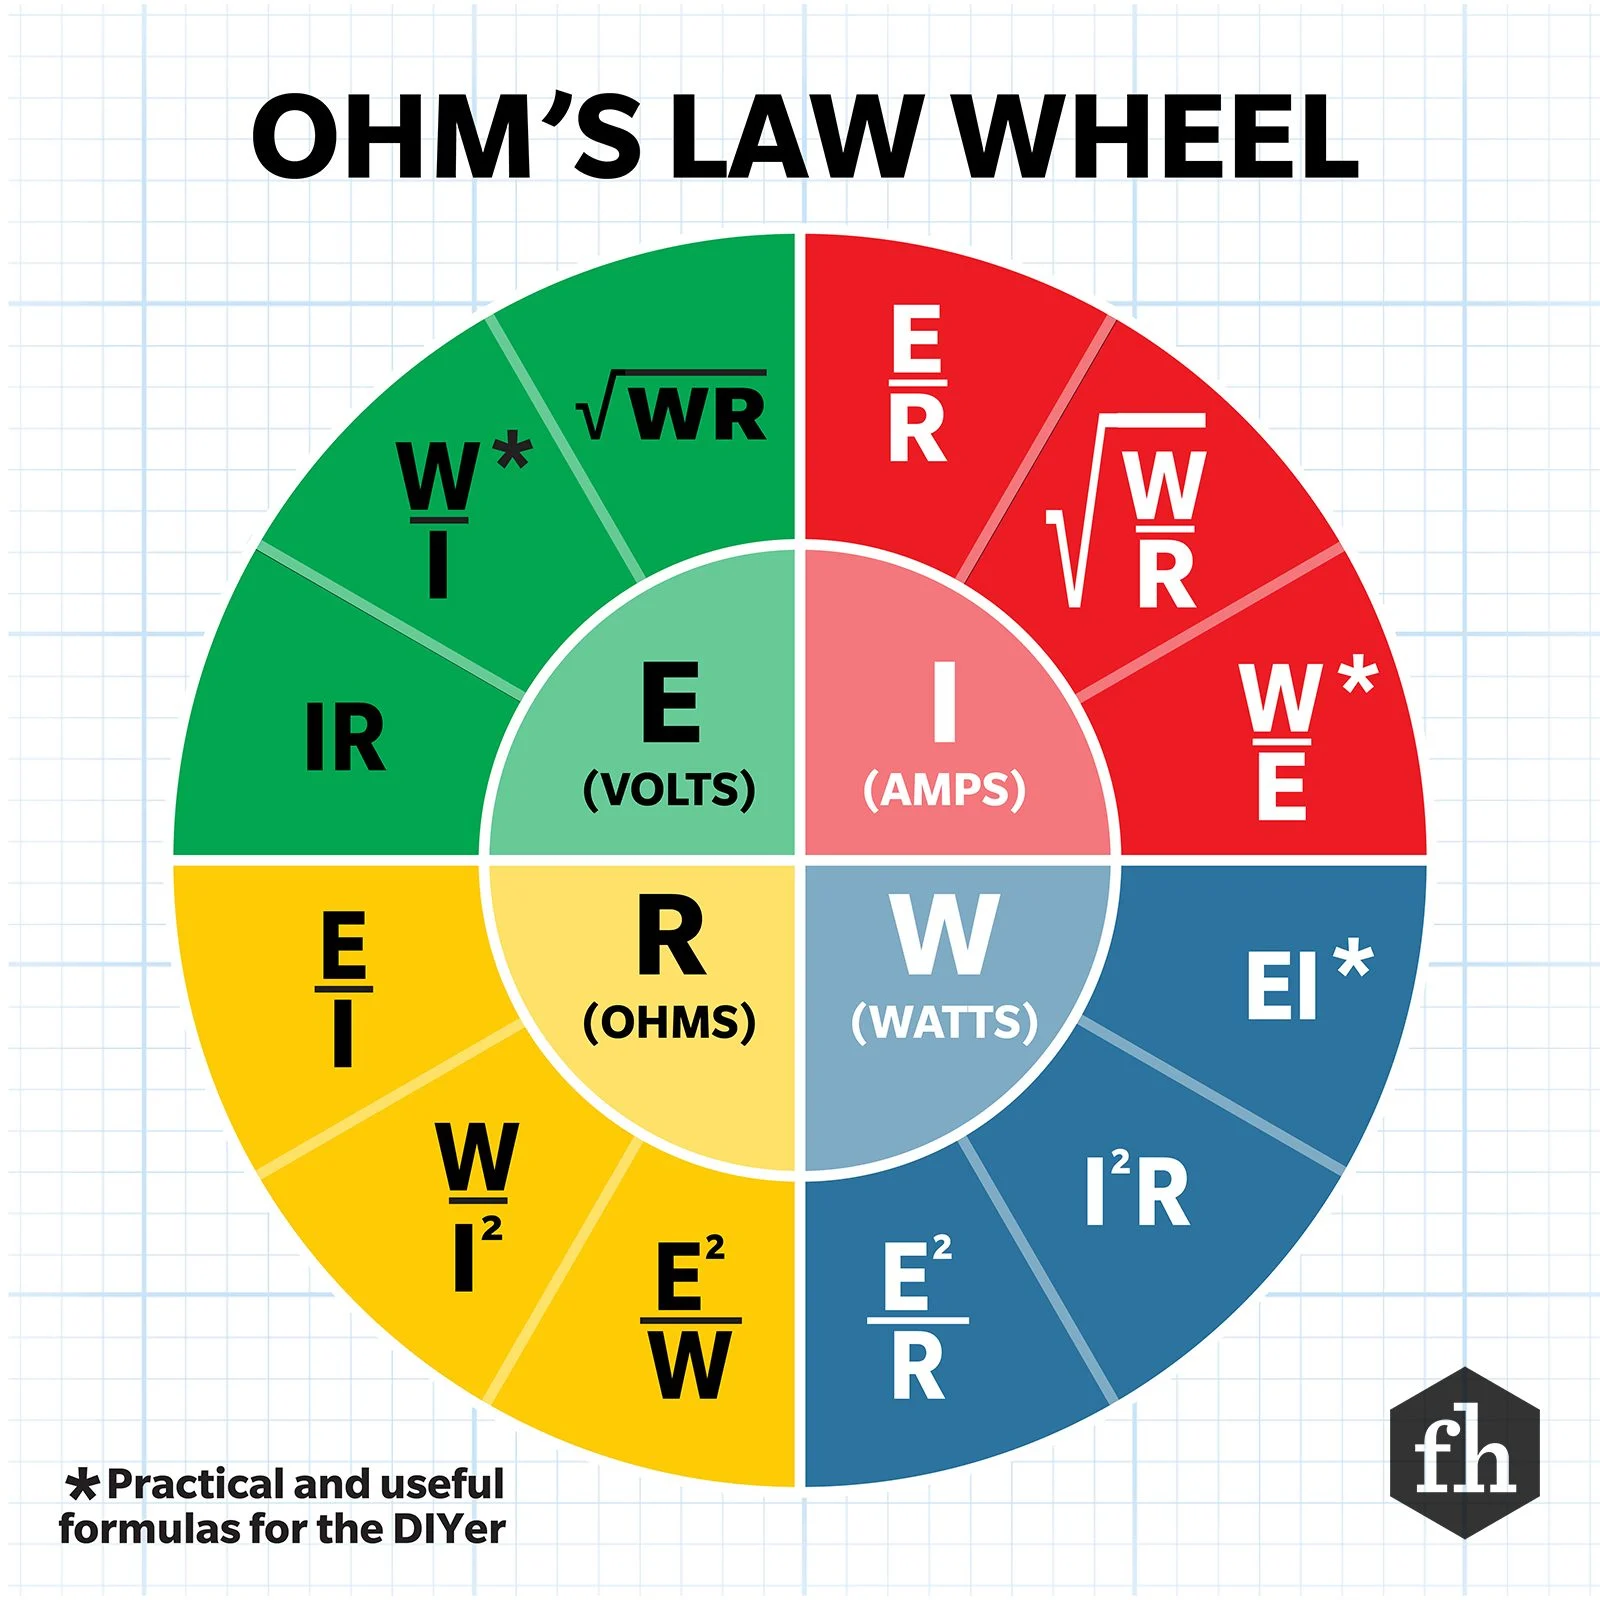 OHM’S LAW WHEEL
√WR
E/R
W/I*
√W/R
IR
W/E*
E
(VOLTS)
I
(AMPS)
R
(OHMS)
W
(WATTS)
E/I
EI*
W/I²
I²R
E²/W
E²/R
*Practical and useful
formulas for the DIYer
fh